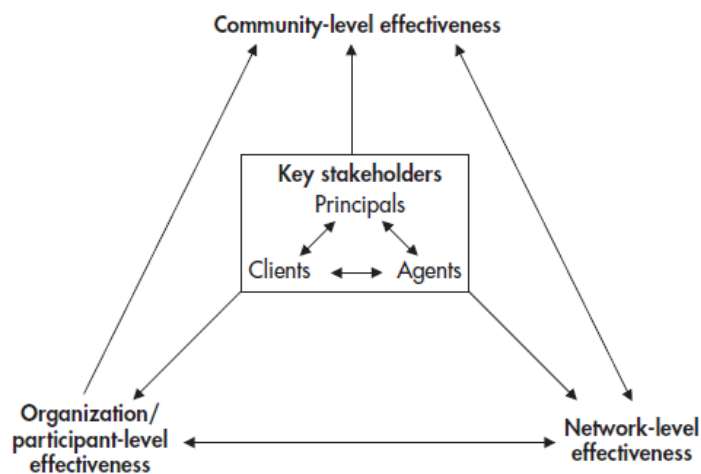 Community-level effectiveness
Key stakeholders
Principals
Clients
Agents
Organization/
participant-level
effectiveness
Network-level
effectiveness